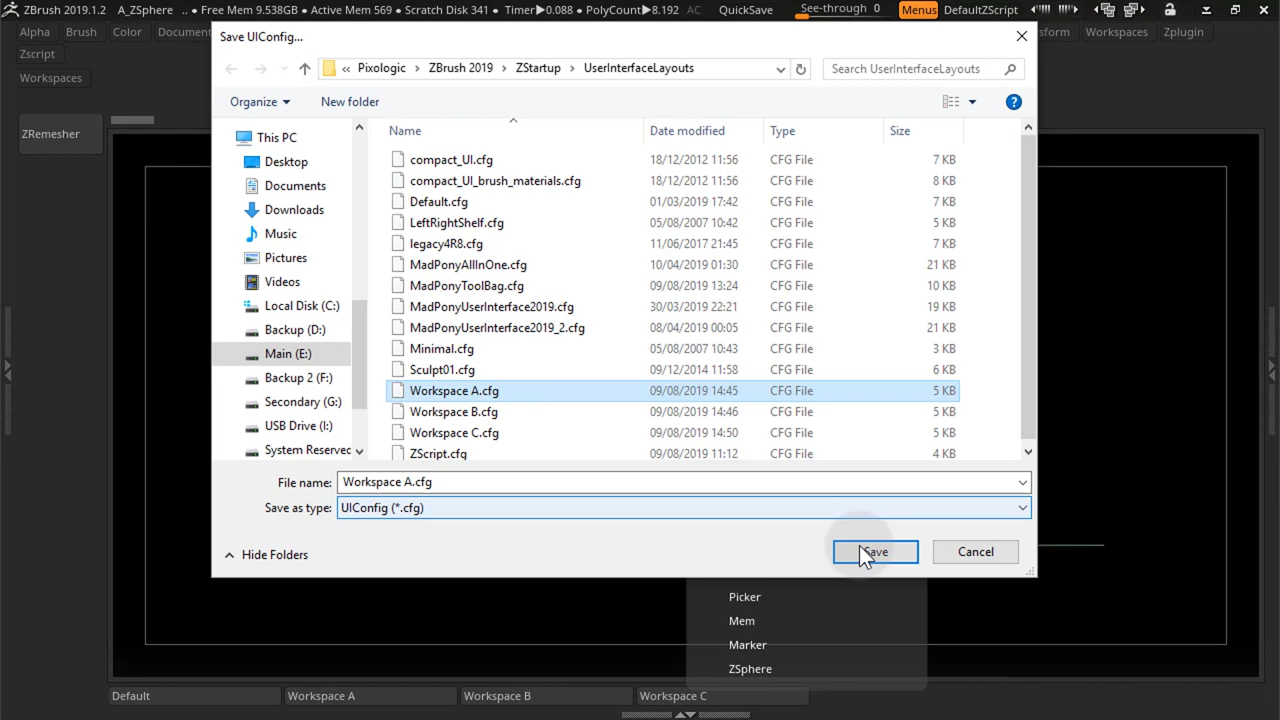 ZBrush 2019.1.2 A_ZSphere .. • Free Mem 9.538GB • Active Mem 569 • Scratch Disk 341 • Timer▶0.088 • PolyCount▶8.192 AC QuickSave See-through 0 Menus DefaultZScript
Alpha Brush Color Document
Workspaces Zplugin
Zscript
Workspaces
ZRemesher
Save UIConfig...
« Pixologic > ZBrush 2019 > ZStartup > UserInterfaceLayouts
Search UserInterfaceLayouts
Organize New folder
Name Date modified Type Size
This PC
Desktop
Documents
Downloads
Music
Pictures
Videos
Local Disk (C:)
Backup (D:)
Main (E:)
Backup 2 (F:)
Secondary (G:)
USB Drive (I:)
System Reserved
compact_UI.cfg 18/12/2012 11:56 CFG File 7 KB
compact_UI_brush_materials.cfg 18/12/2012 11:56 CFG File 8 KB
Default.cfg 01/03/2019 17:42 CFG File 7 KB
LeftRightShelf.cfg 05/08/2007 10:42 CFG File 5 KB
legacy4R8.cfg 11/06/2017 21:45 CFG File 7 KB
MadPonyAllInOne.cfg 10/04/2019 01:30 CFG File 21 KB
MadPonyToolBag.cfg 09/08/2019 13:24 CFG File 10 KB
MadPonyUserInterface2019.cfg 30/03/2019 22:21 CFG File 19 KB
MadPonyUserInterface2019_2.cfg 08/04/2019 00:05 CFG File 21 KB
Minimal.cfg 05/08/2007 10:43 CFG File 3 KB
Sculpt01.cfg 09/12/2014 11:58 CFG File 6 KB
Workspace A.cfg 09/08/2019 14:45 CFG File 5 KB
Workspace B.cfg 09/08/2019 14:46 CFG File 5 KB
Workspace C.cfg 09/08/2019 14:50 CFG File 5 KB
ZScript.cfg 09/08/2019 11:12 CFG File 4 KB
File name: Workspace A.cfg
Save as type: UIConfig (*.cfg)
Hide Folders Save Cancel
Picker
Mem
Marker
ZSphere
Default Workspace A Workspace B Workspace C